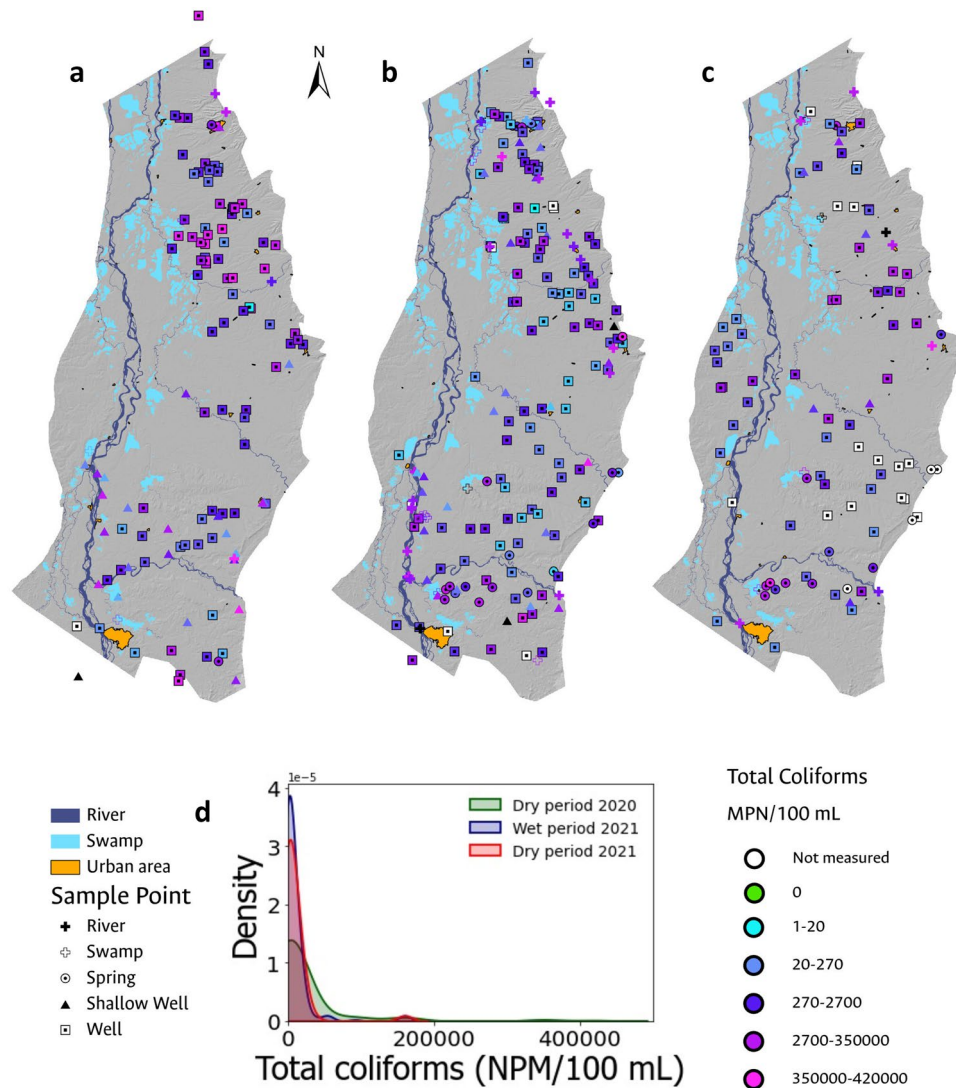 a
b
c
N
River
Swamp
Urban area
Sample Point
River
Swamp
Spring
Shallow Well
Well
d
1e−5
4
3
2
1
0
Density
Dry period 2020
Wet period 2021
Dry period 2021
0
200000
400000
Total coliforms (NPM/100 mL)
Total Coliforms
MPN/100 mL
Not measured
0
1-20
20-270
270-2700
2700-350000
350000-420000